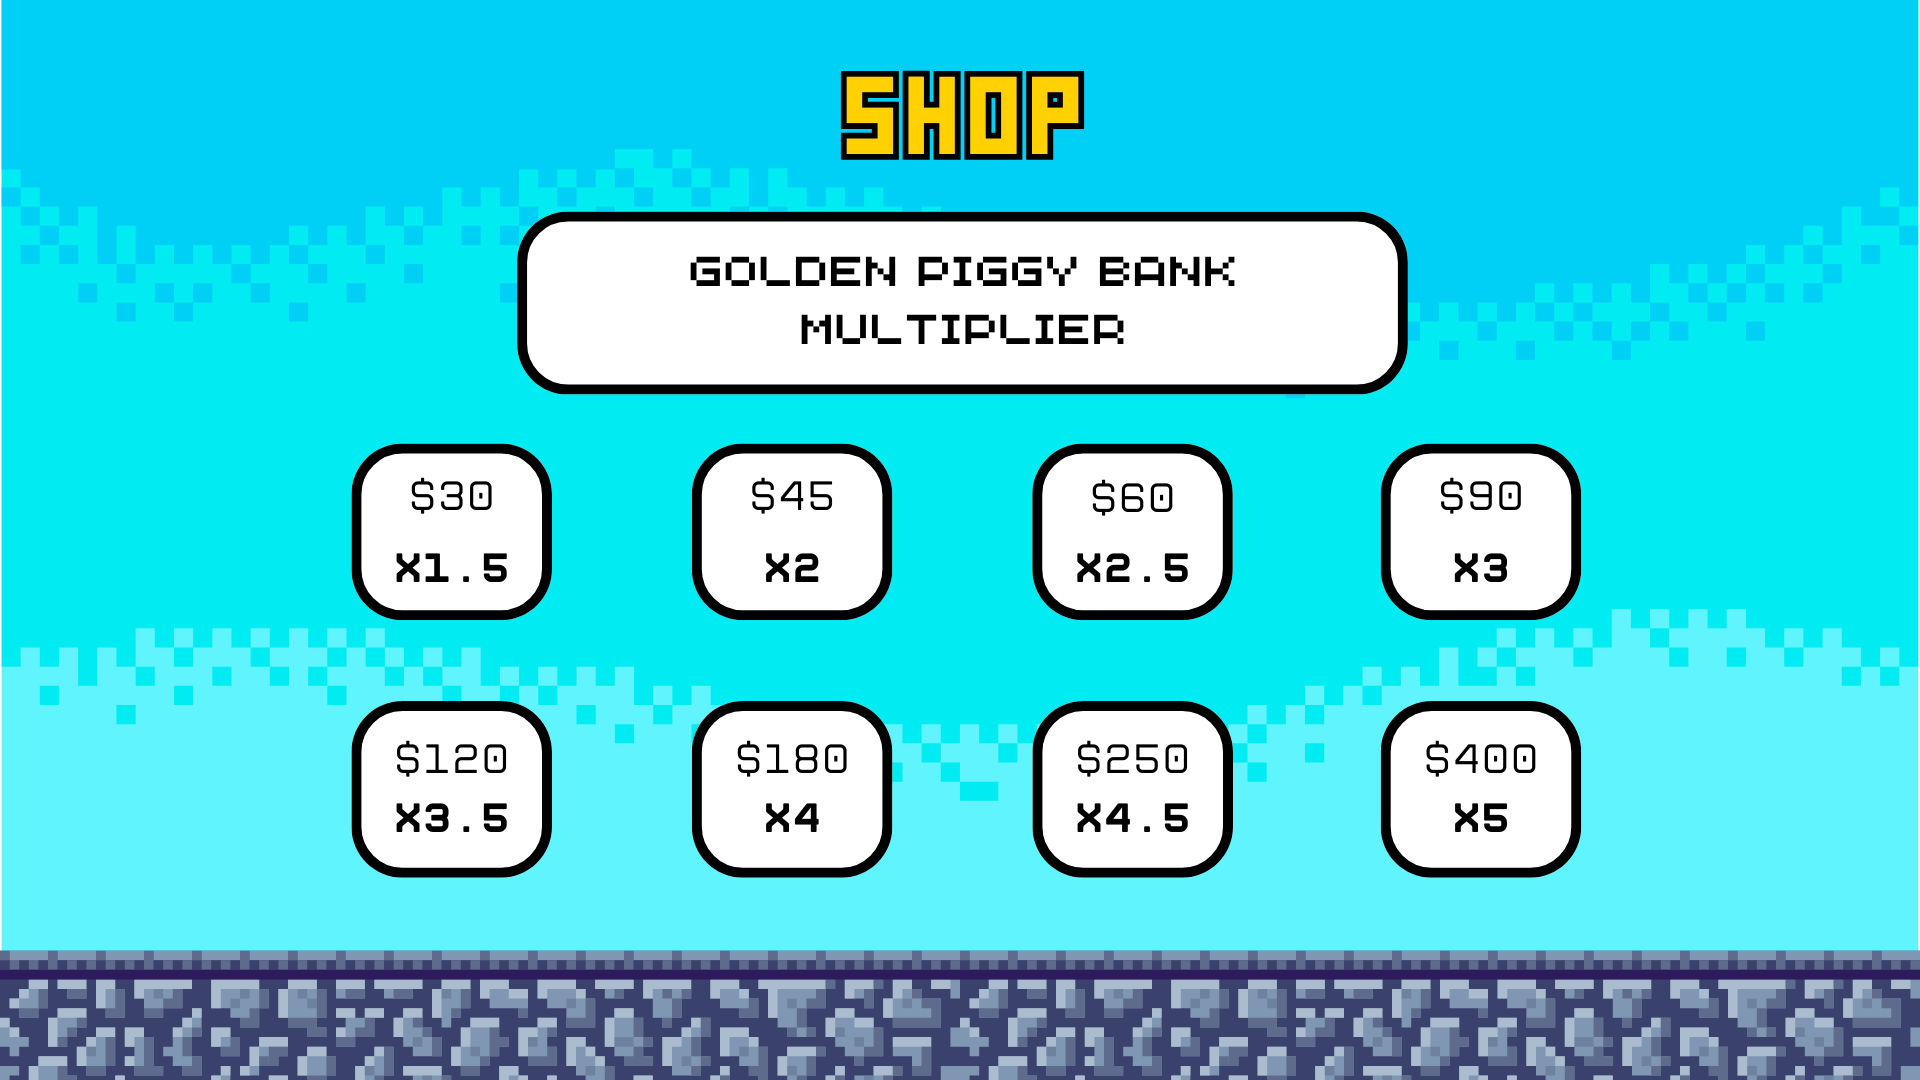 SHOP
GOLDEN PIGGY BANK
MULTIPLIER
$30
X1.5
$45
X2
$60
X2.5
$90
X3
$120
X3.5
$180
X4
$250
X4.5
$400
X5